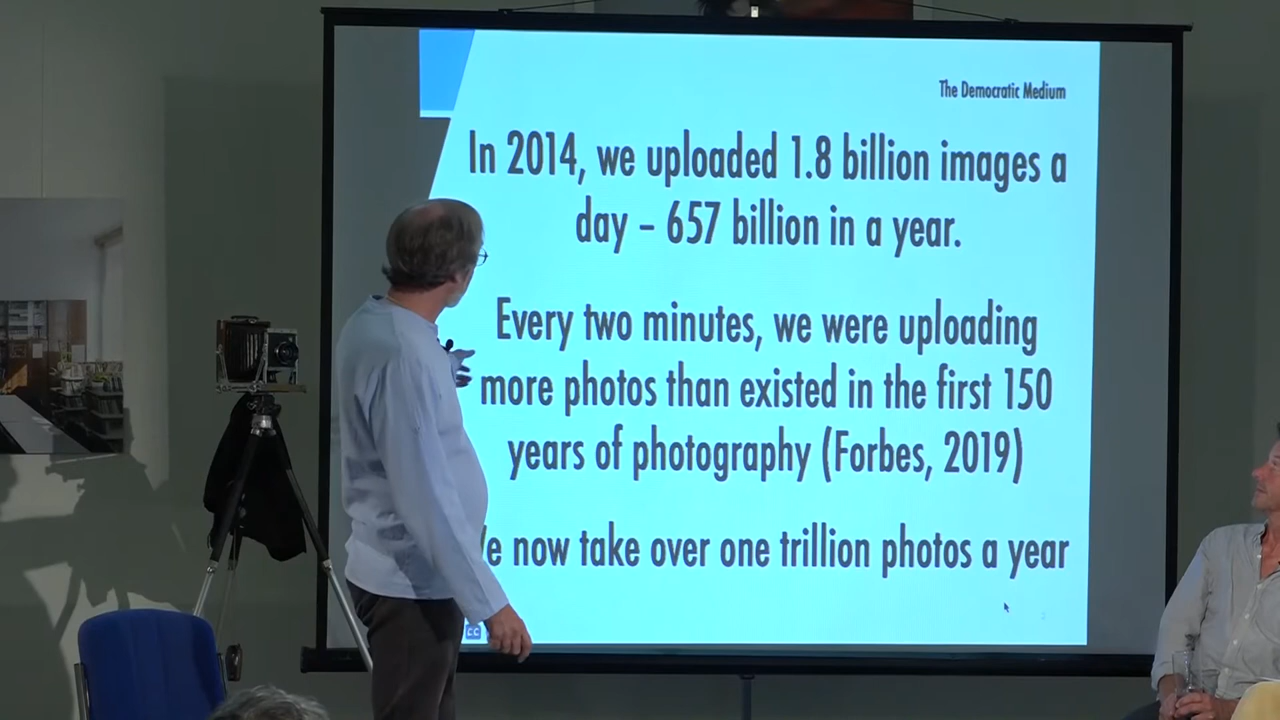 The Democratic Medium
In 2014, we uploaded 1.8 billion images a
day – 657 billion in a year.
Every two minutes, we were uploading
more photos than existed in the first 150
years of photography (Forbes, 2019)
now take over one trillion photos a year
CC